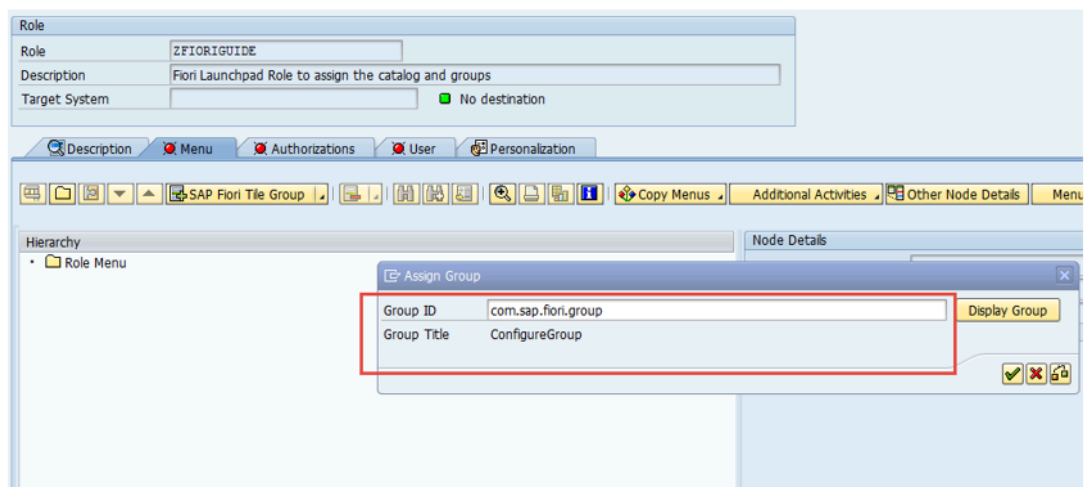 Role
Role ZFIORIGUIDE
Description Fiori Launchpad Role to assign the catalog and groups
Target System No destination
Description Menu Authorizations User Personalization
SAP Fiori Tile Group Copy Menus Additional Activities Other Node Details Menu
Hierarchy Node Details
Role Menu
Assign Group
Group ID com.sap.fiori.group Display Group
Group Title ConfigureGroup